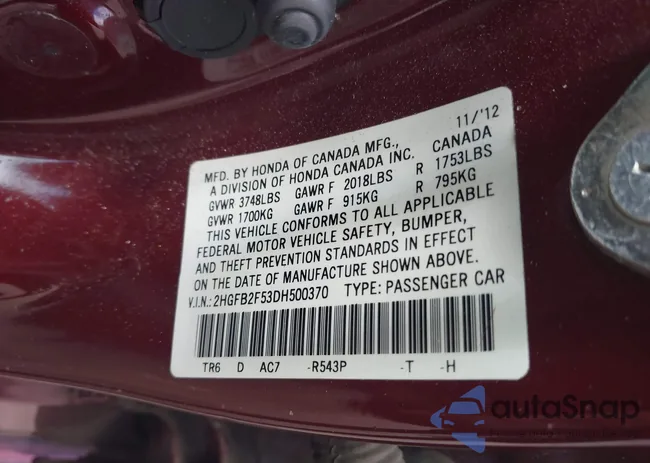 11/'12
MFD. BY HONDA OF CANADA MFG.,
A DIVISION OF HONDA CANADA INC. CANADA
GVWR 3748LBS GAWR F 2018LBS R 1753LBS
GVWR 1700KG GAWR F 915KG R 795KG
THIS VEHICLE CONFORMS TO ALL APPLICABLE
FEDERAL MOTOR VEHICLE SAFETY, BUMPER,
AND THEFT PREVENTION STANDARDS IN EFFECT
ON THE DATE OF MANUFACTURE SHOWN ABOVE.
V.I.N.: 2HGFB2F53DH500370 TYPE: PASSENGER CAR
TR6 D AC7 -R543P -T -H
autaSnap